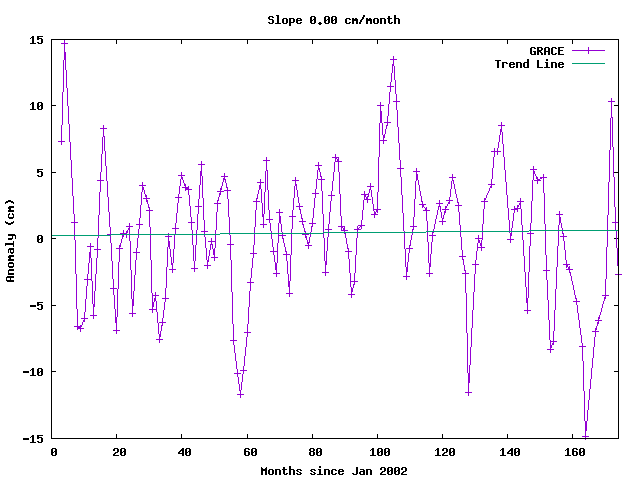 Slope 0.00 cm/month
GRACE
Trend Line
15
10
5
0
-5
-10
-15
Anomaly (cm)
0 20 40 60 80 100 120 140 160
Months since Jan 2002